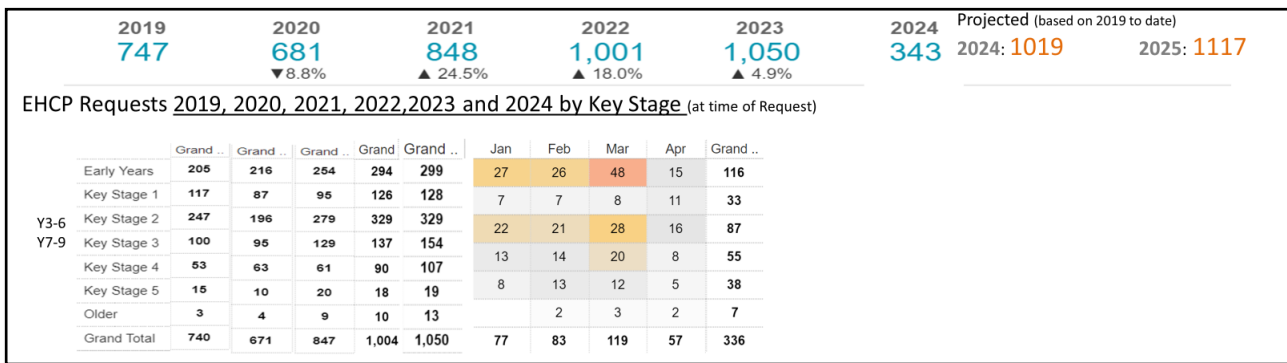 2019 2020 2021 2022 2023 2024 Projected (based on 2019 to date)
747 681 848 1,001 1,050 343 2024: 1019 2025: 1117
▼8.8% ▲ 24.5% ▲ 18.0% ▲ 4.9%
EHCP Requests 2019, 2020, 2021, 2022,2023 and 2024 by Key Stage (at time of Request)
Grand .. Grand .. Grand .. Grand Grand .. Jan Feb Mar Apr Grand ..
Early Years 205 216 254 294 299 27 26 48 15 116
Key Stage 1 117 87 95 126 128 7 7 8 11 33
Y3-6 Key Stage 2 247 196 279 329 329 22 21 28 16 87
Y7-9 Key Stage 3 100 95 129 137 154 13 14 20 8 55
Key Stage 4 53 63 61 90 107 8 13 12 5 38
Key Stage 5 15 10 20 18 19
Older 3 4 9 10 13 2 3 2 7
Grand Total 740 671 847 1,004 1,050 77 83 119 57 336